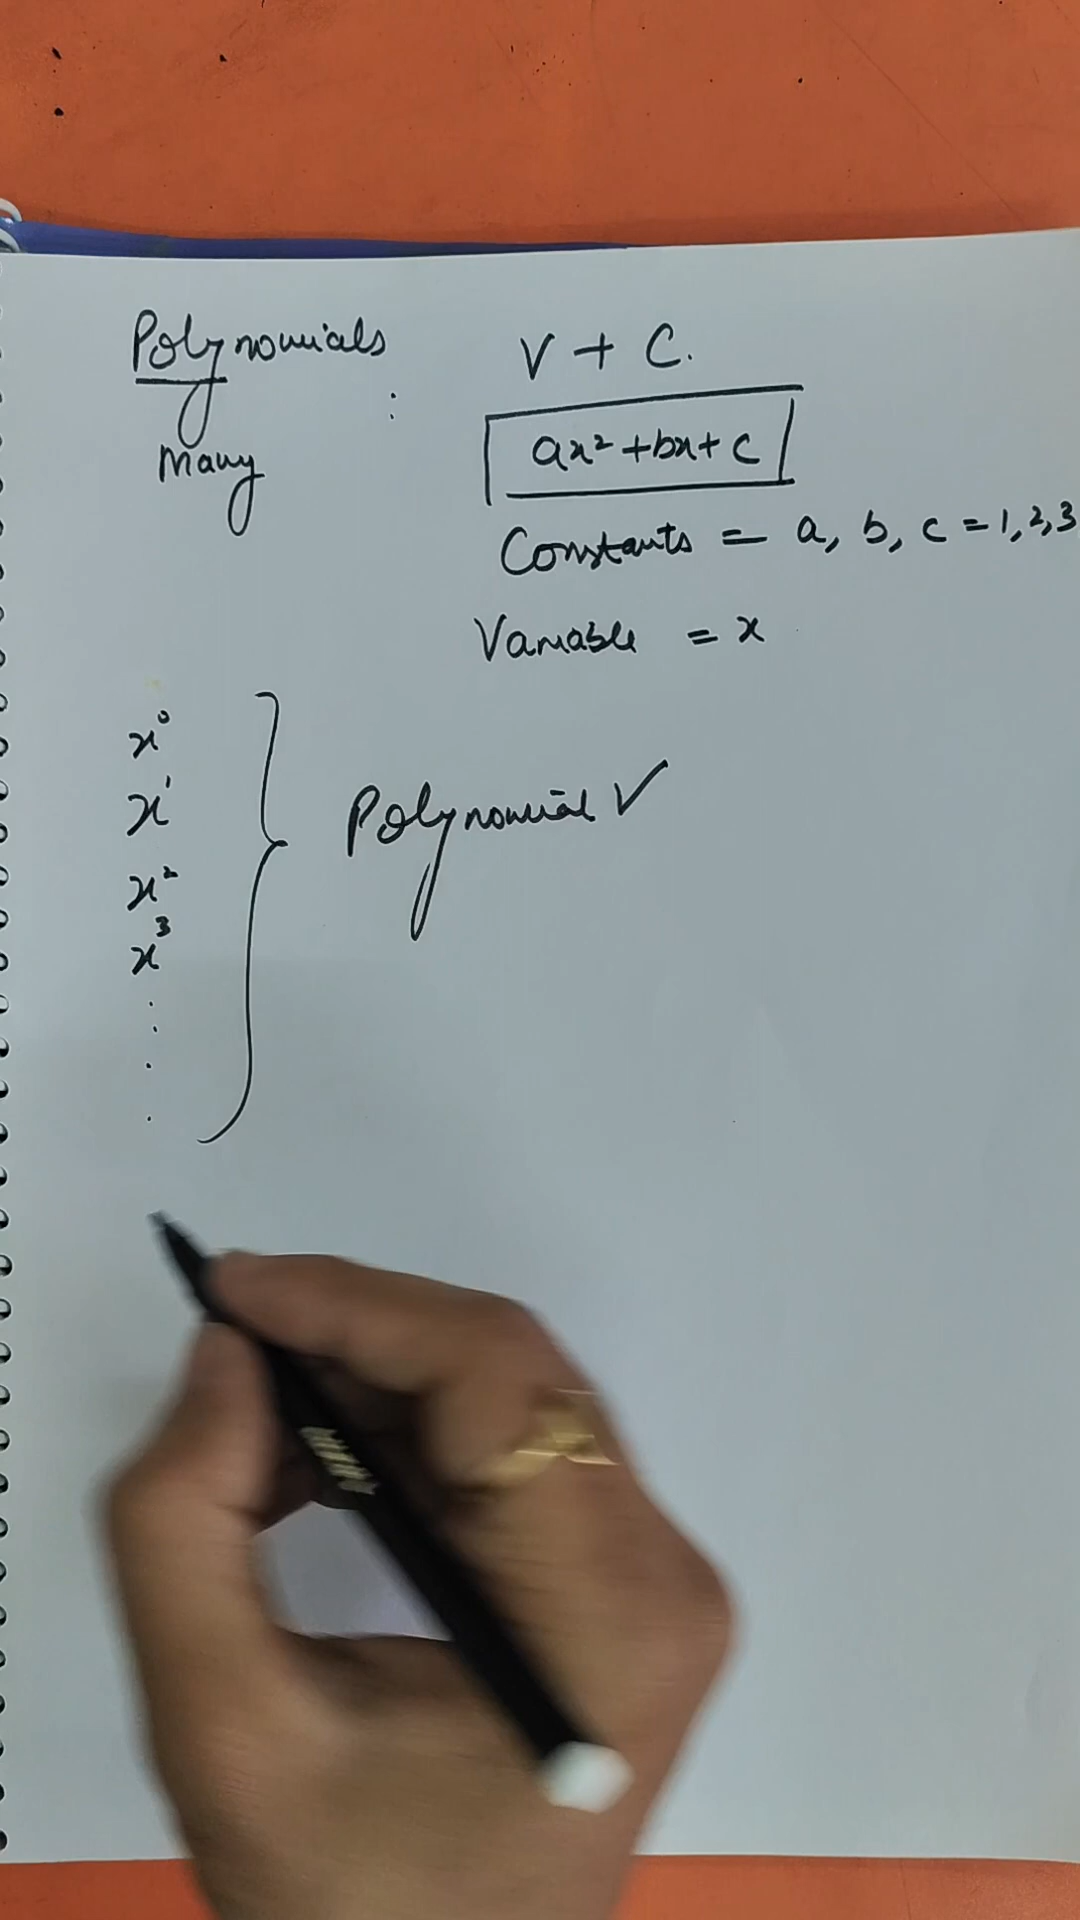 Polynomials : V + C.
Many
ax² + bx + c
Constants = a, b, c = 1, 2, 3
Variable = x
x⁰
x¹
x²
x³
Polynomial ✓